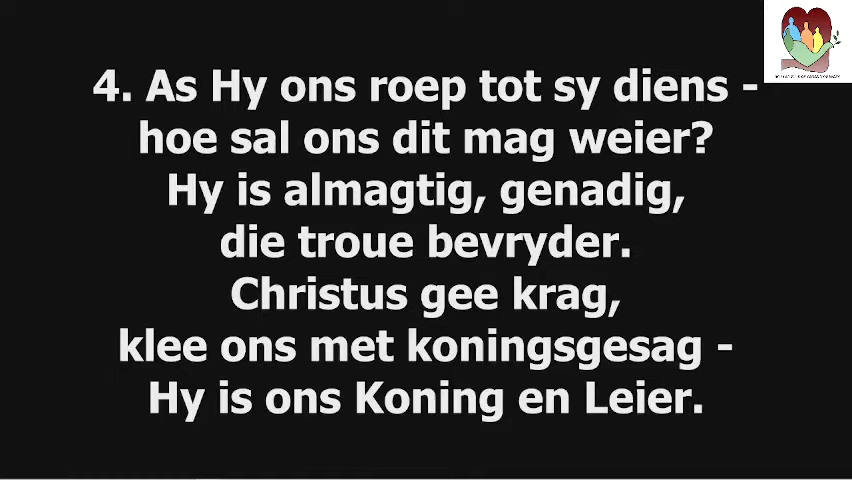 4. As Hy ons roep tot sy diens -
hoe sal ons dit mag weier?
Hy is almagtig, genadig,
die troue bevryder.
Christus gee krag,
klee ons met koningsgesag -
Hy is ons Koning en Leier.